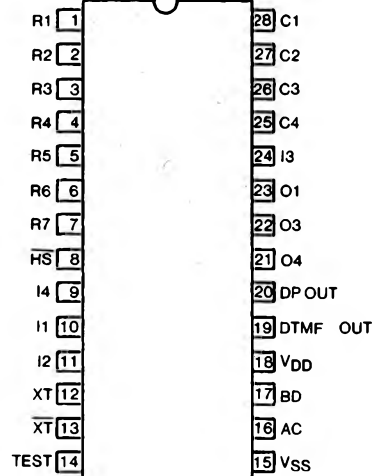 R1 1 28 C1
R2 2 27 C2
R3 3 26 C3
R4 4 25 C4
R5 5 24 I3
R6 6 23 O1
R7 7 22 O3
HS 8 21 O4
I4 9 20 DP OUT
I1 10 19 DTMF OUT
I2 11 18 VDD
XT 12 17 BD
XT 13 16 AC
TEST 14 15 VSS